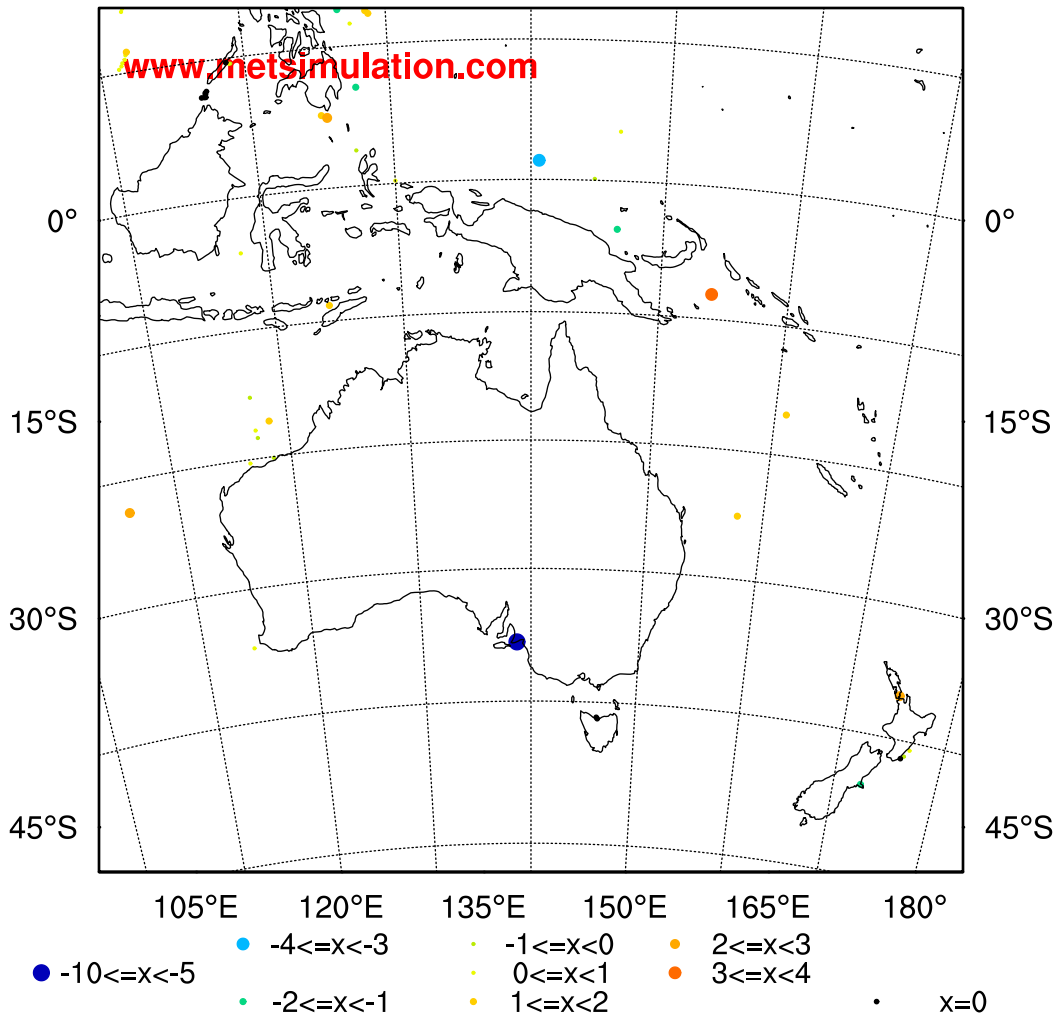 www.metsimulation.com
0° 0°
15°S 15°S
30°S 30°S
45°S 45°S
105°E 120°E 135°E 150°E 165°E 180°
-4<=x<-3 -1<=x<0 2<=x<3
-10<=x<-5 0<=x<1 3<=x<4
-2<=x<-1 1<=x<2 x=0